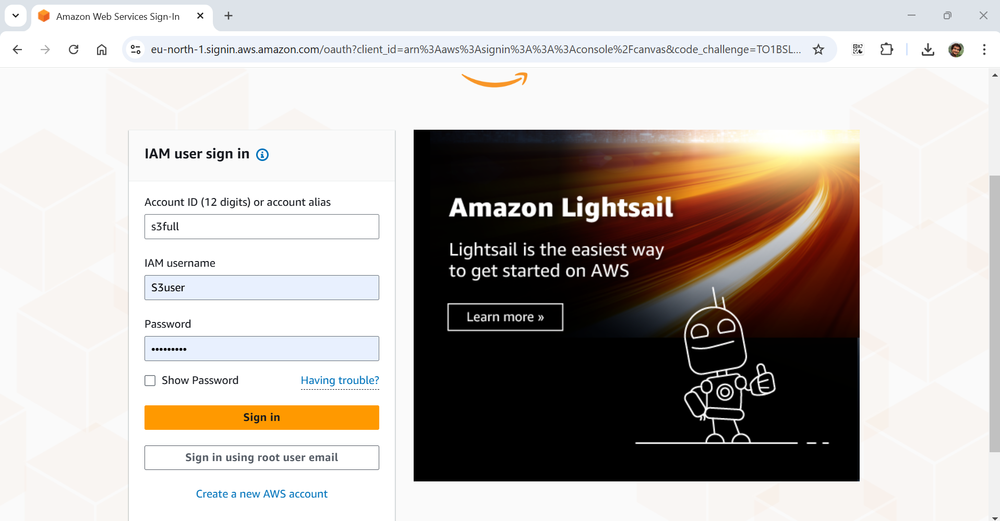 Amazon Web Services Sign-In
eu-north-1.signin.aws.amazon.com/oauth?client_id=arn%3Aaws%3Asignin%3A%3A%3Aconsole%2Fcanvas&code_challenge=TO1BSL...
IAM user sign in
Account ID (12 digits) or account alias
s3full
IAM username
S3user
Password
•••••••••
Show Password
Having trouble?
Sign in
Sign in using root user email
Create a new AWS account
Amazon Lightsail
Lightsail is the easiest way
to get started on AWS
Learn more »